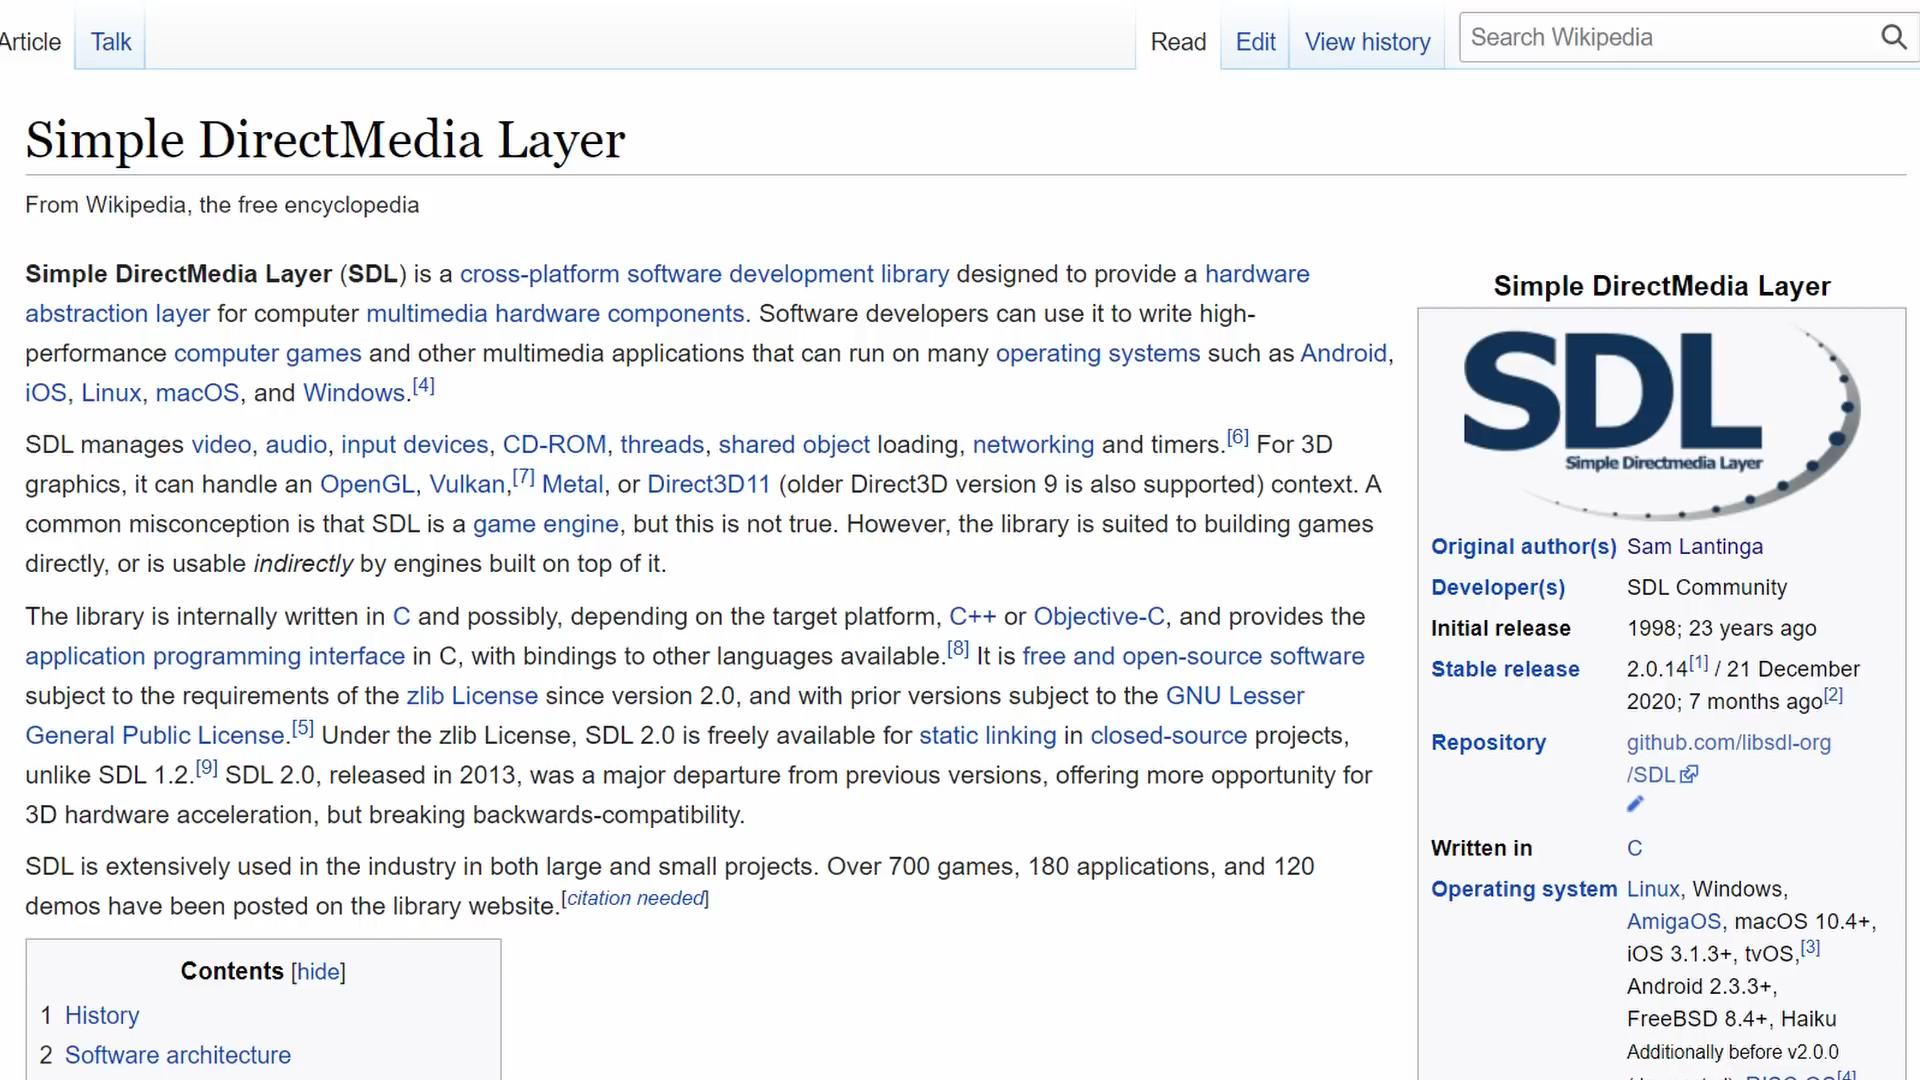 Article Talk Read Edit View history Search Wikipedia
Simple DirectMedia Layer
From Wikipedia, the free encyclopedia
Simple DirectMedia Layer (SDL) is a cross-platform software development library designed to provide a hardware
abstraction layer for computer multimedia hardware components. Software developers can use it to write high-
performance computer games and other multimedia applications that can run on many operating systems such as Android,
iOS, Linux, macOS, and Windows.[4]
SDL manages video, audio, input devices, CD-ROM, threads, shared object loading, networking and timers.[6] For 3D
graphics, it can handle an OpenGL, Vulkan,[7] Metal, or Direct3D11 (older Direct3D version 9 is also supported) context. A
common misconception is that SDL is a game engine, but this is not true. However, the library is suited to building games
directly, or is usable indirectly by engines built on top of it.
The library is internally written in C and possibly, depending on the target platform, C++ or Objective-C, and provides the
application programming interface in C, with bindings to other languages available.[8] It is free and open-source software
subject to the requirements of the zlib License since version 2.0, and with prior versions subject to the GNU Lesser
General Public License.[5] Under the zlib License, SDL 2.0 is freely available for static linking in closed-source projects,
unlike SDL 1.2.[9] SDL 2.0, released in 2013, was a major departure from previous versions, offering more opportunity for
3D hardware acceleration, but breaking backwards-compatibility.
SDL is extensively used in the industry in both large and small projects. Over 700 games, 180 applications, and 120
demos have been posted on the library website.[citation needed]
Contents [hide]
1 History
2 Software architecture
Simple DirectMedia Layer
SDL
Simple Directmedia Layer
Original author(s) Sam Lantinga
Developer(s) SDL Community
Initial release 1998; 23 years ago
Stable release 2.0.14[1] / 21 December
2020; 7 months ago[2]
Repository github.com/libsdl-org
/SDL
Written in C
Operating system Linux, Windows,
AmigaOS, macOS 10.4+,
iOS 3.1.3+, tvOS,[3]
Android 2.3.3+,
FreeBSD 8.4+, Haiku
Additionally before v2.0.0